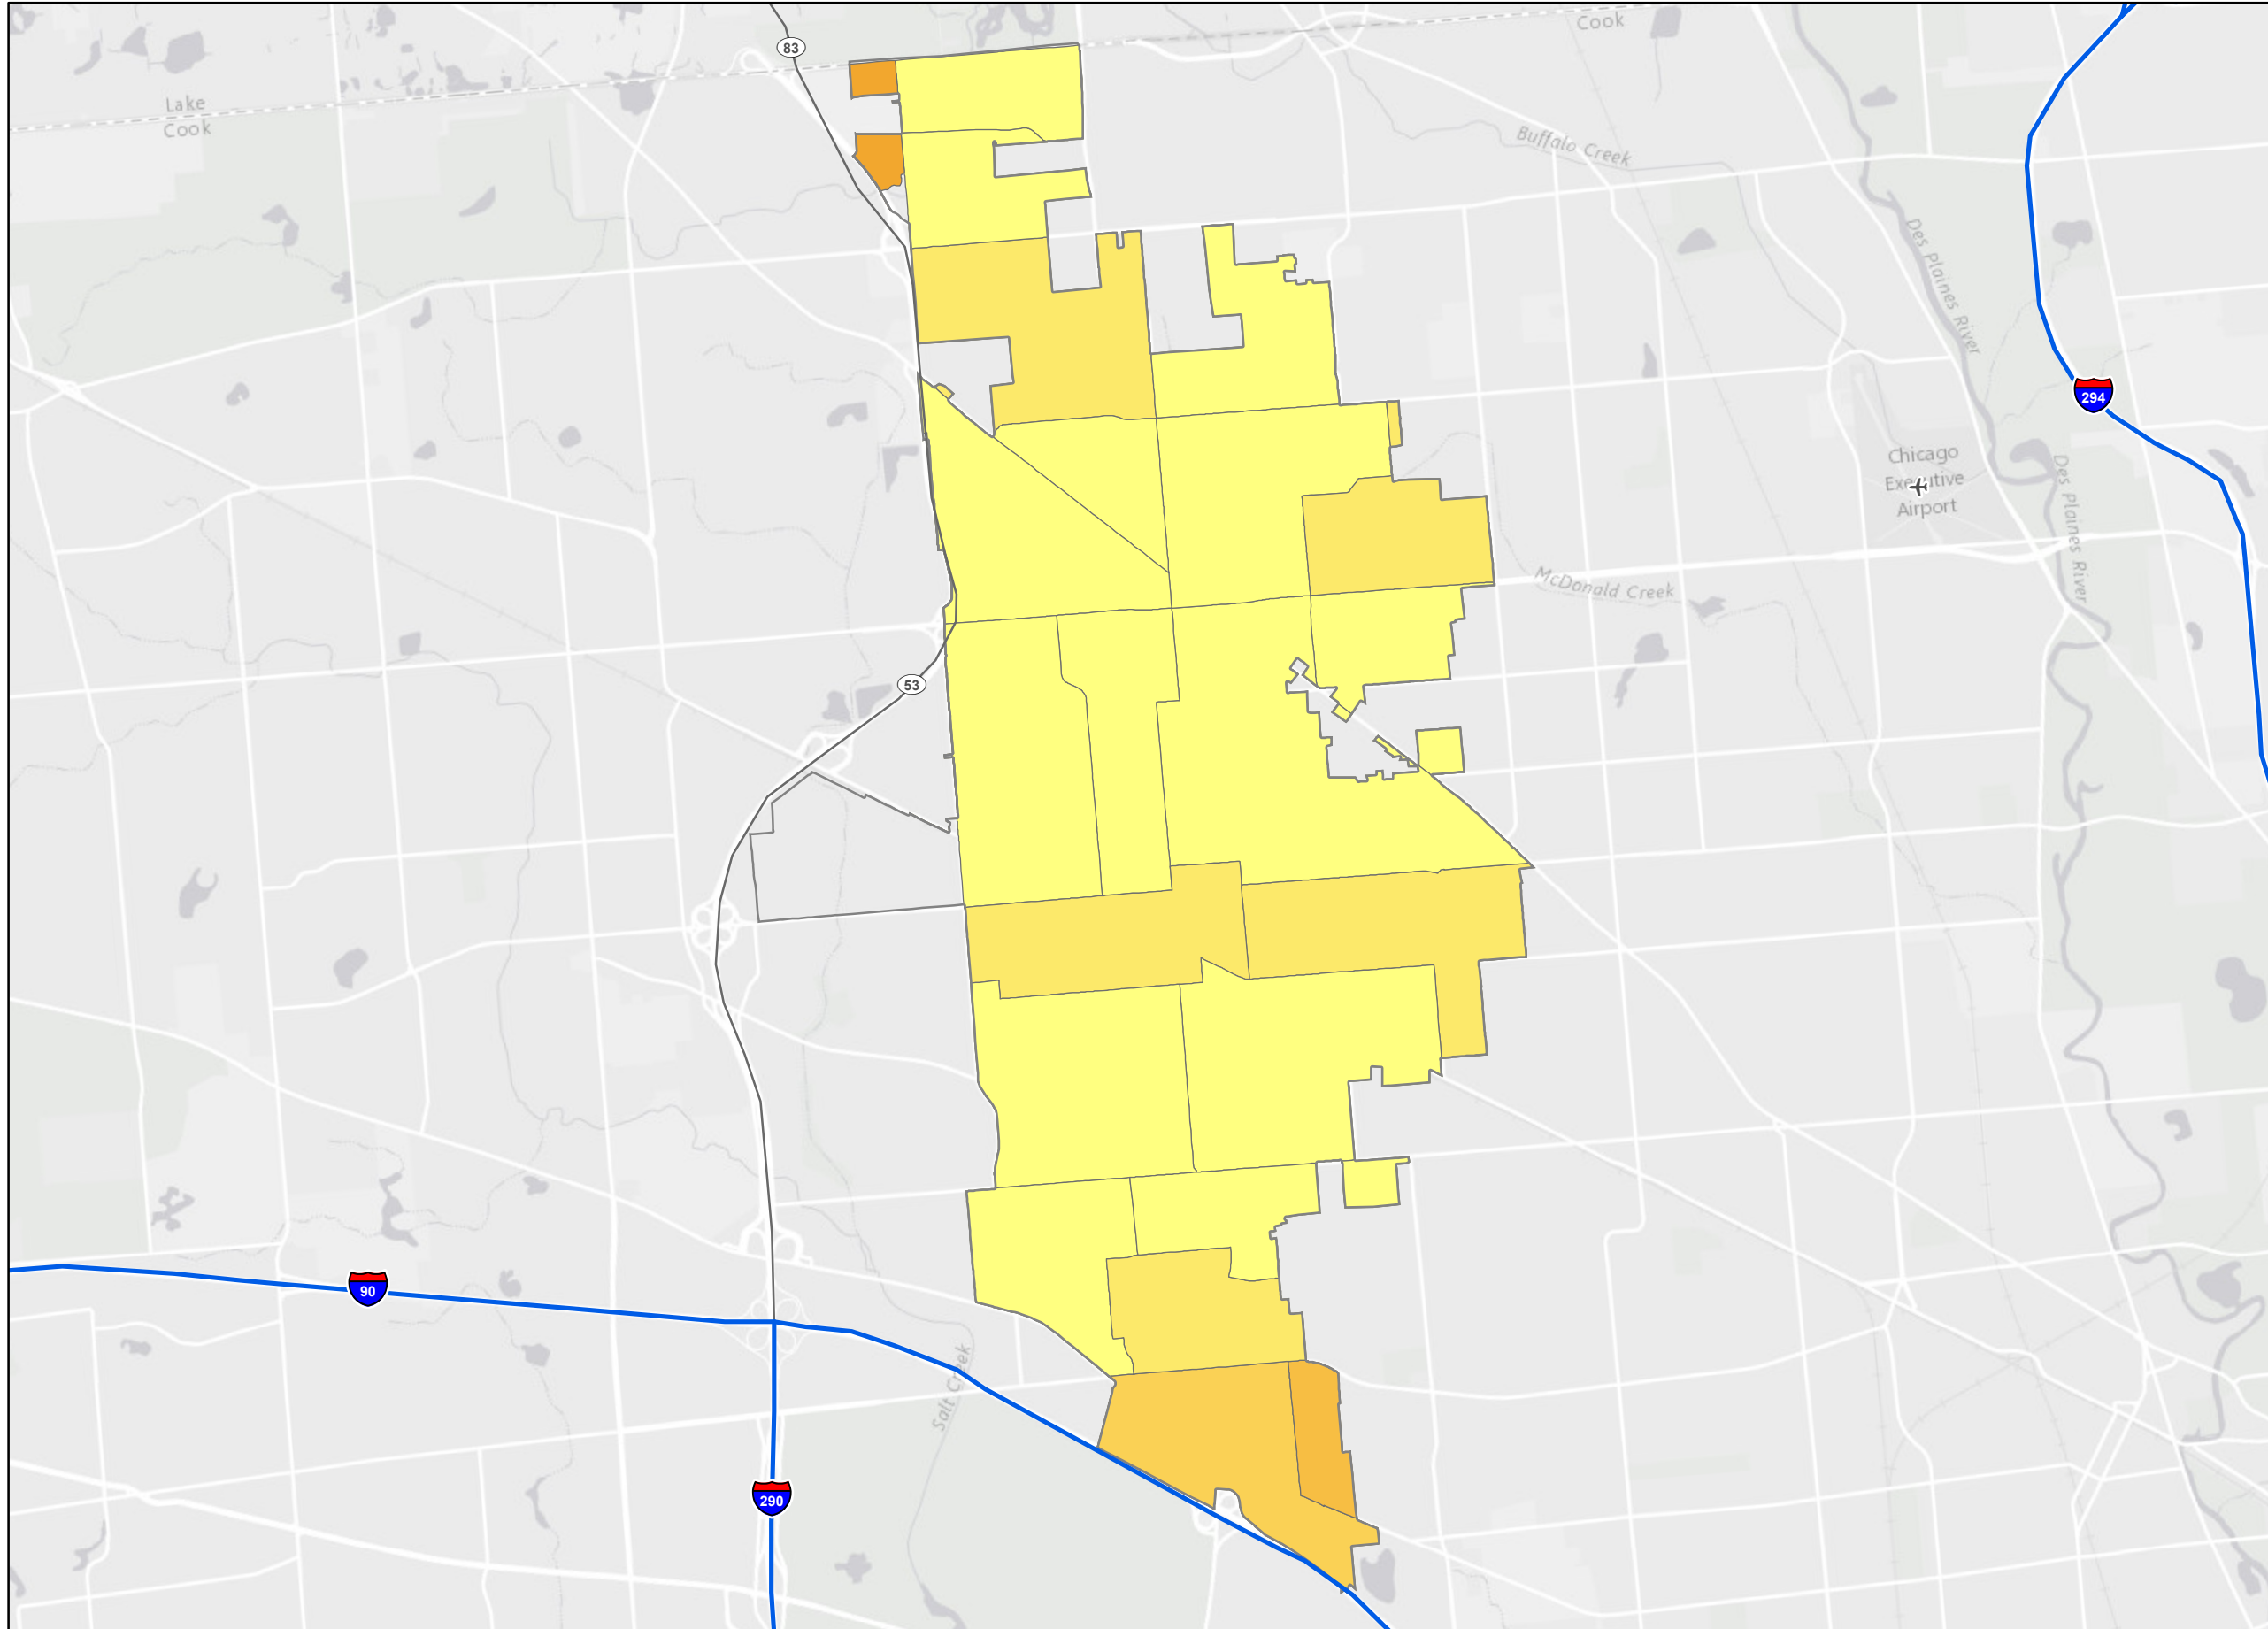 Cook
83
Lake
Cook
Buffalo Creek
Des Plaines River
294
Chicago
Executive
Airport
Des Plaines River
McDonald Creek
53
90
Salt Creek
290